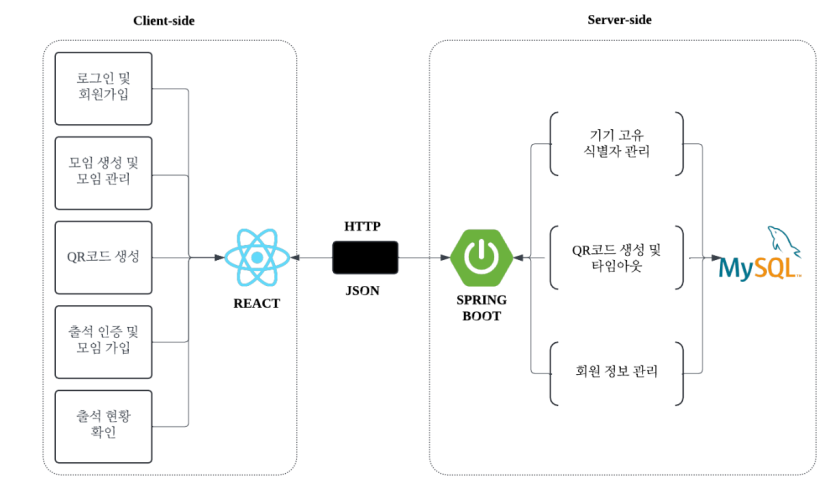 Client-side
Server-side
로그인 및
회원가입
모임 생성 및
모임 관리
QR코드 생성
출석 인증 및
모임 가입
출석 현황
확인
REACT
HTTP
JSON
SPRING
BOOT
기기 고유
식별자 관리
QR코드 생성 및
타임아웃
회원 정보 관리
MySQL